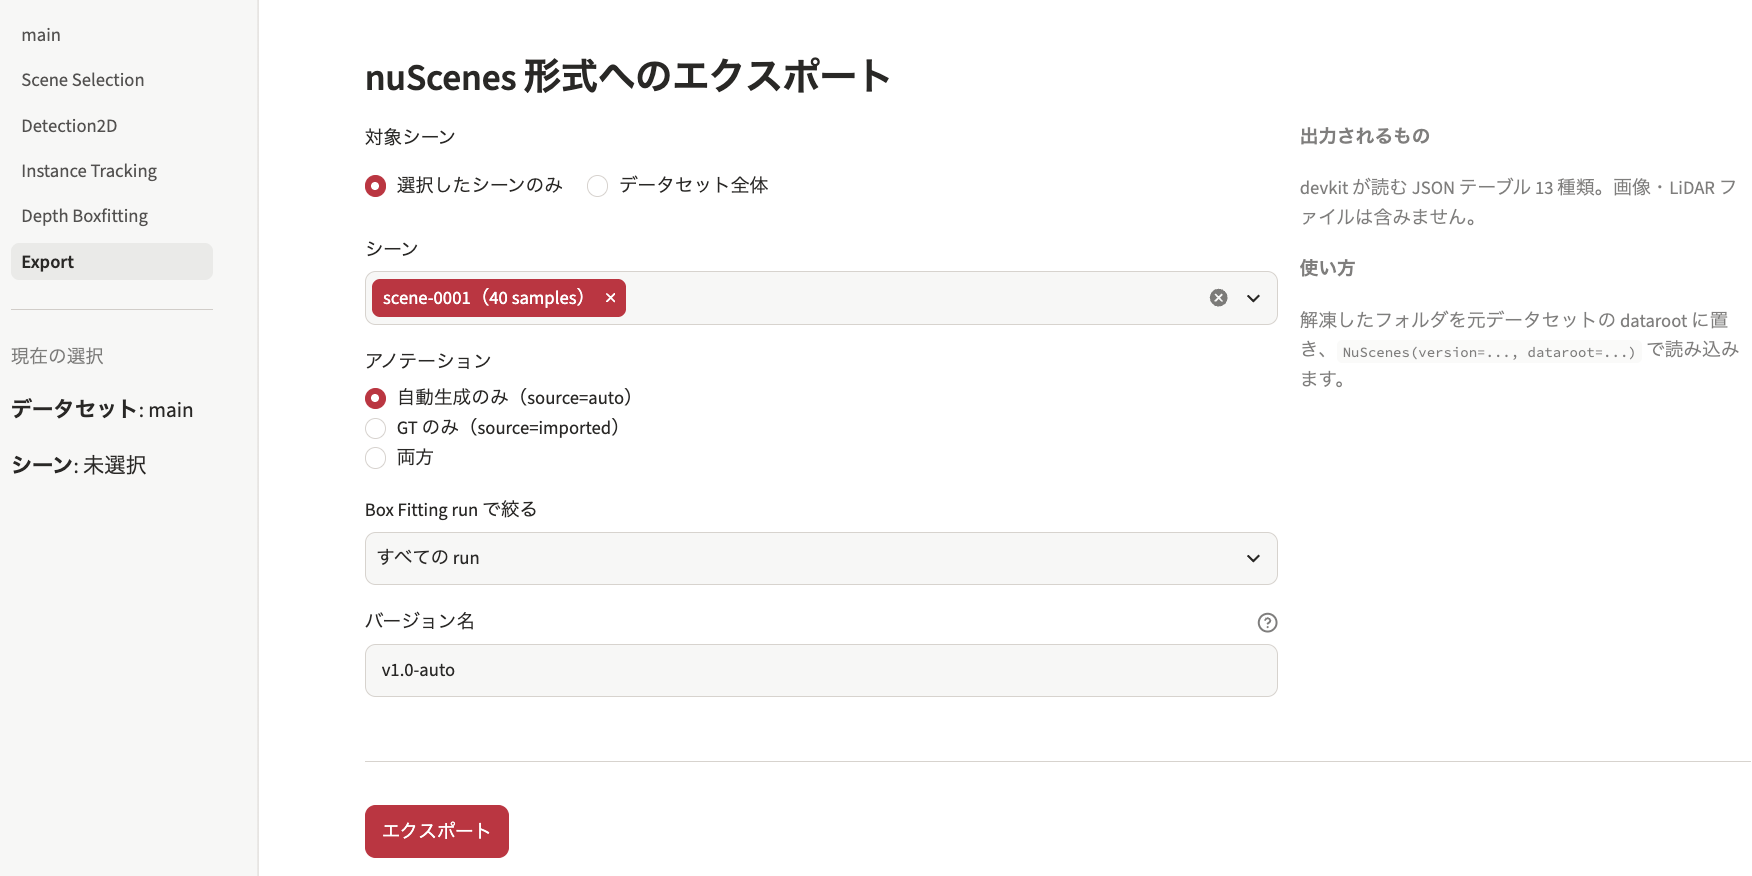 main
Scene Selection
Detection2D
Instance Tracking
Depth Boxfitting
Export
現在の選択
データセット: main
シーン: 未選択
nuScenes 形式へのエクスポート
対象シーン
選択したシーンのみ
データセット全体
シーン
scene-0001（40 samples）
アノテーション
自動生成のみ（source=auto）
GT のみ（source=imported）
両方
Box Fitting run で絞る
すべての run
バージョン名
v1.0-auto
エクスポート
出力されるもの
devkit が読む JSON テーブル 13 種類。画像・LiDAR フ
ァイルは含みません。
使い方
解凍したフォルダを元データセットの dataroot に置
き、 NuScenes(version=..., dataroot=...) で読み込み
ます。